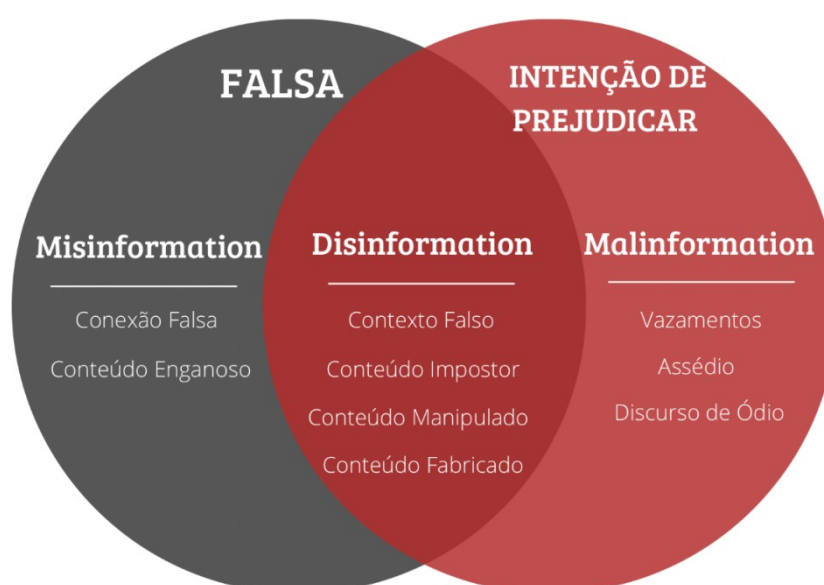 FALSA
INTENÇÃO DE
PREJUDICAR
Misinformation
Conexão Falsa
Conteúdo Enganoso
Disinformation
Contexto Falso
Conteúdo Impostor
Conteúdo Manipulado
Conteúdo Fabricado
Malinformation
Vazamentos
Assédio
Discurso de Ódio